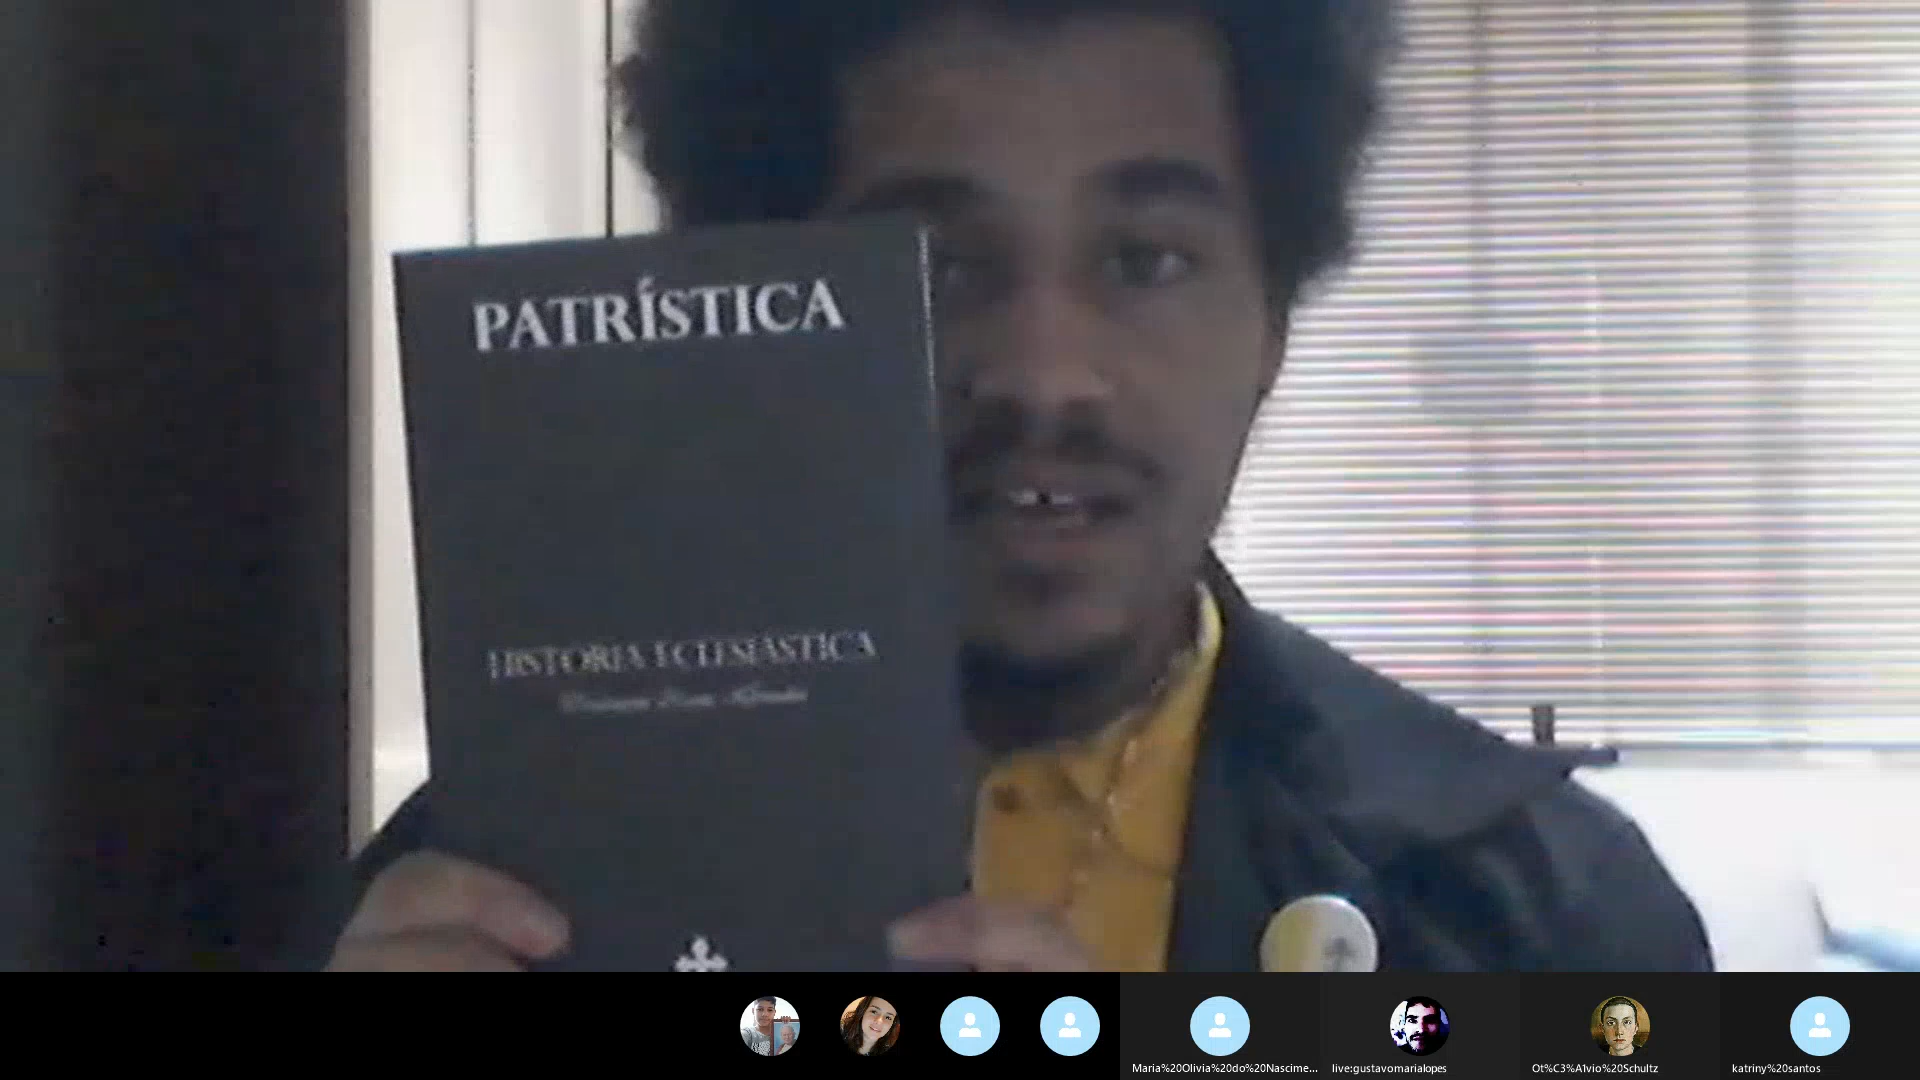 PATRÍSTICA
HISTÓRIA ECLESIÁSTICA
Maria%20Olivia%20do%20Nascime...
live:gustavomarialopes
Ot%C3%A1vio%20Schultz
katriny%20santos